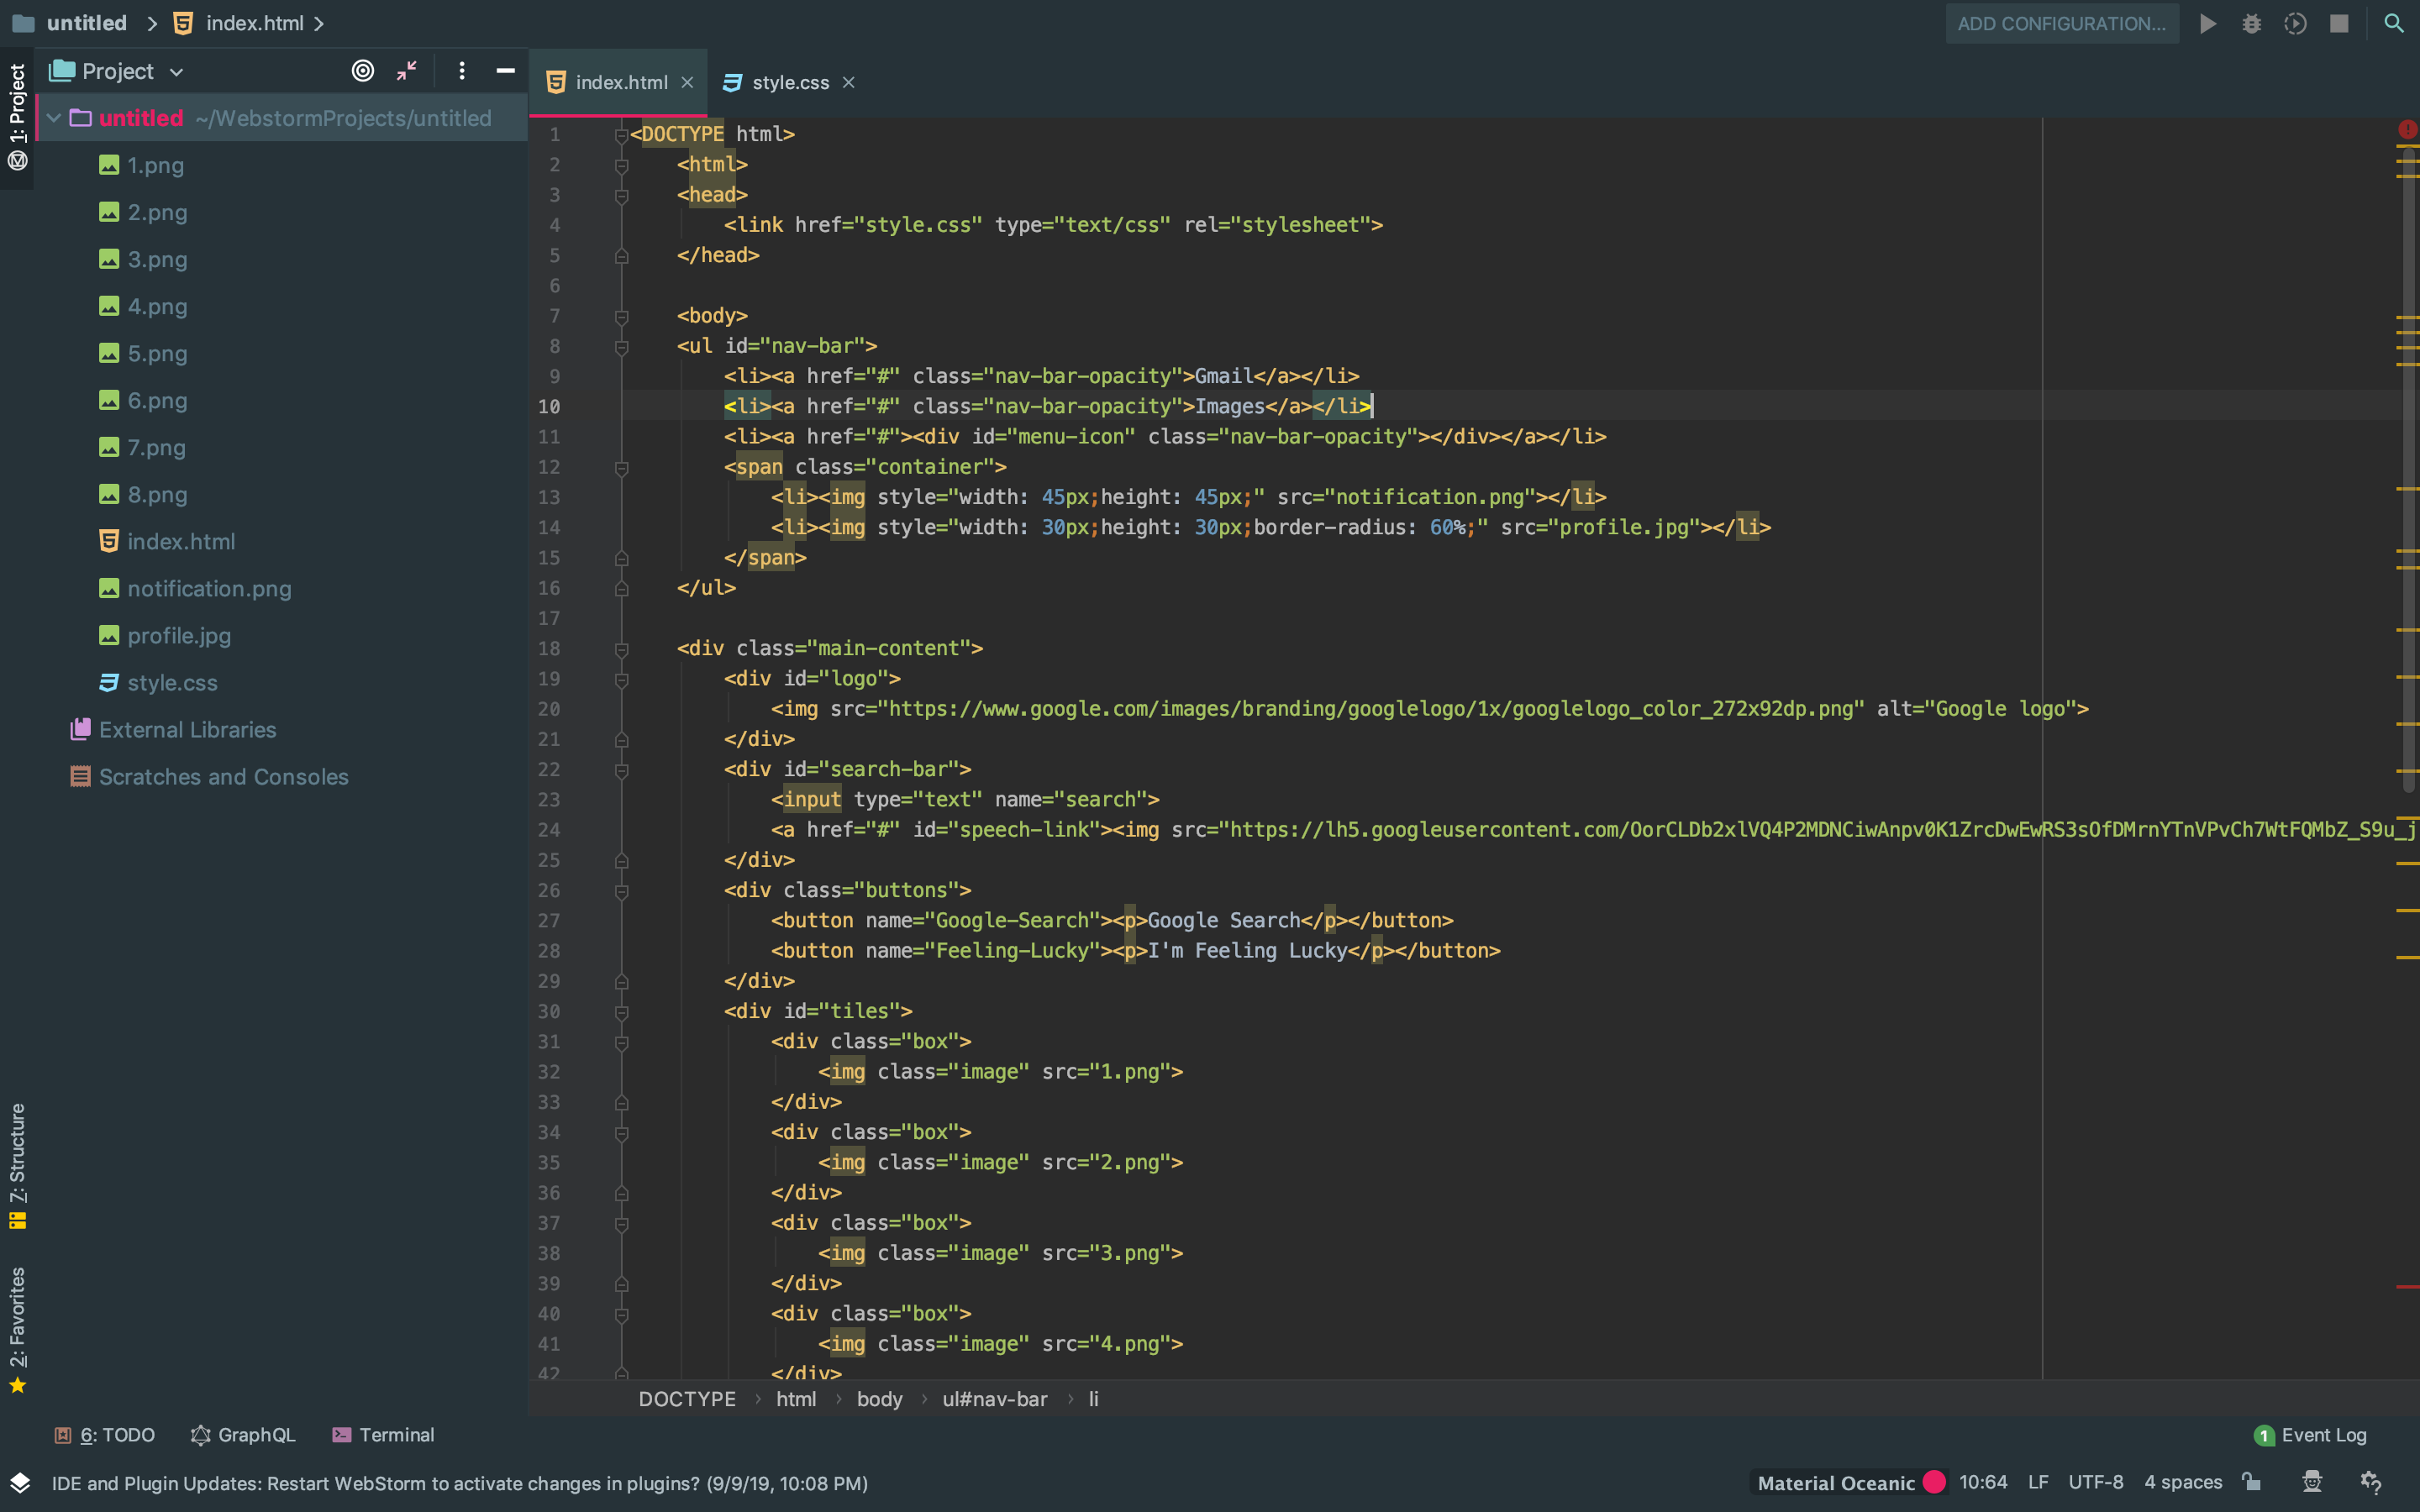 untitled > index.html >
ADD CONFIGURATION...
1: Project
7: Structure
2: Favorites
Project
untitled ~/WebstormProjects/untitled
1.png
2.png
3.png
4.png
5.png
6.png
7.png
8.png
index.html
notification.png
profile.jpg
style.css
External Libraries
Scratches and Consoles
index.html × style.css ×
1 <DOCTYPE html>
2 <html>
3 <head>
4 <link href="style.css" type="text/css" rel="stylesheet">
5 </head>
6
7 <body>
8 <ul id="nav-bar">
9 <li><a href="#" class="nav-bar-opacity">Gmail</a></li>
10 <li><a href="#" class="nav-bar-opacity">Images</a></li>
11 <li><a href="#"><div id="menu-icon" class="nav-bar-opacity"></div></a></li>
12 <span class="container">
13 <li><img style="width: 45px;height: 45px;" src="notification.png"></li>
14 <li><img style="width: 30px;height: 30px;border-radius: 60%;" src="profile.jpg"></li>
15 </span>
16 </ul>
17
18 <div class="main-content">
19 <div id="logo">
20 <img src="https://www.google.com/images/branding/googlelogo/1x/googlelogo_color_272x92dp.png" alt="Google logo">
21 </div>
22 <div id="search-bar">
23 <input type="text" name="search">
24 <a href="#" id="speech-link"><img src="https://lh5.googleusercontent.com/OorCLDb2xlVQ4P2MDNCiwAnpv0K1ZrcDwEwRS3sOfDMrnYTnVPvCh7WtFQMbZ_S9u_j
25 </div>
26 <div class="buttons">
27 <button name="Google-Search"><p>Google Search</p></button>
28 <button name="Feeling-Lucky"><p>I'm Feeling Lucky</p></button>
29 </div>
30 <div id="tiles">
31 <div class="box">
32 <img class="image" src="1.png">
33 </div>
34 <div class="box">
35 <img class="image" src="2.png">
36 </div>
37 <div class="box">
38 <img class="image" src="3.png">
39 </div>
40 <div class="box">
41 <img class="image" src="4.png">
42 </div>
DOCTYPE > html > body > ul#nav-bar > li
6: TODO GraphQL Terminal
1 Event Log
IDE and Plugin Updates: Restart WebStorm to activate changes in plugins? (9/9/19, 10:08 PM)
Material Oceanic 10:64 LF UTF-8 4 spaces